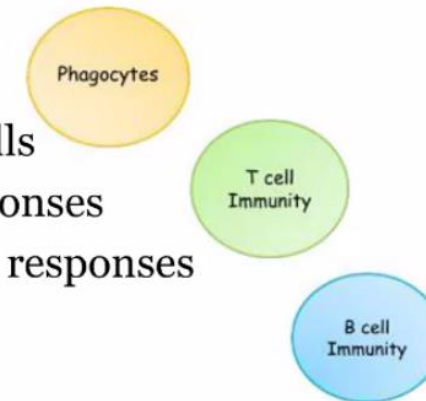 Phagocytes
lls
onses
responses
T cell
Immunity
B cell
Immunity